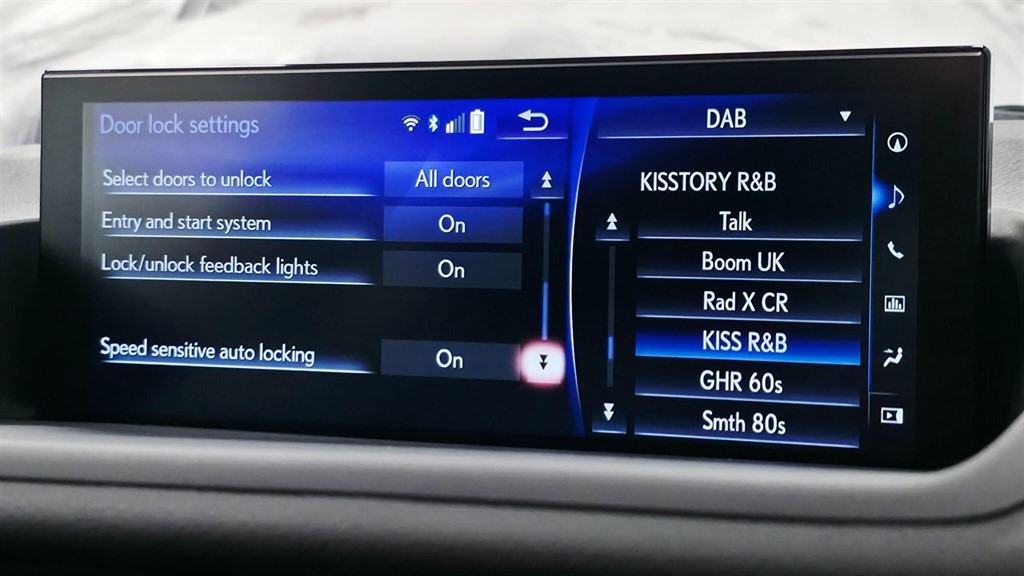 Door lock settings
Select doors to unlock
All doors
Entry and start system
On
Lock/unlock feedback lights
On
Speed sensitive auto locking
On
DAB
KISSTORY R&B
Talk
Boom UK
Rad X CR
KISS R&B
GHR 60s
Smth 80s